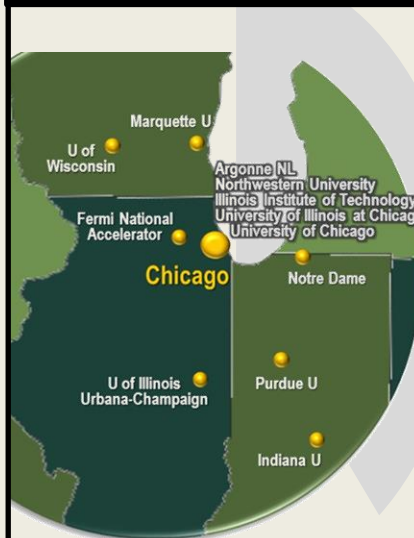 Marquette U
U of
Wisconsin
Argonne NL
Northwestern University
Illinois Institute of Technology
University of Illinois at Chicag
University of Chicago
Fermi National
Accelerator
Chicago
Notre Dame
U of Illinois
Urbana-Champaign
Purdue U
Indiana U